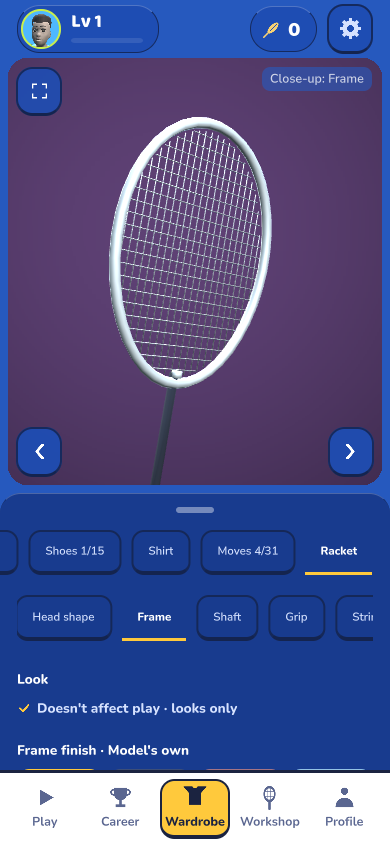 Lv 1
0
Close-up: Frame
Shoes 1/15
Shirt
Moves 4/31
Racket
Head shape
Frame
Shaft
Grip
Look
Doesn't affect play · looks only
Frame finish · Model's own
Play
Career
Wardrobe
Workshop
Profile